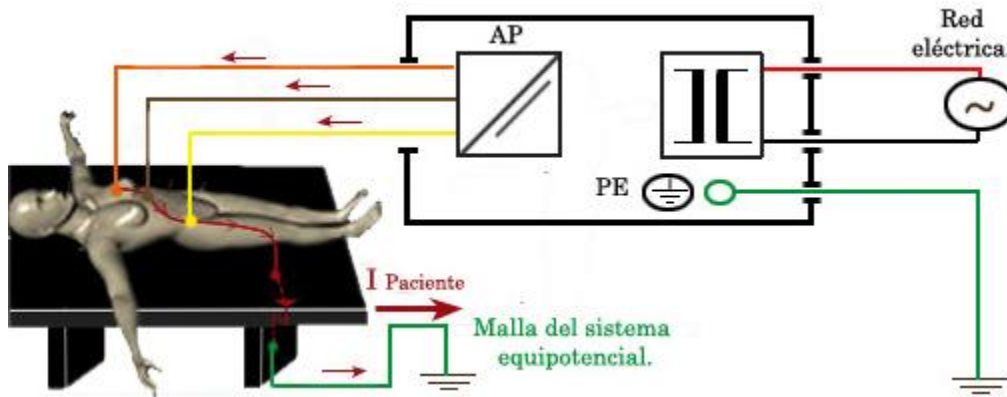 AP
Red
eléctrica
~
PE
I Paciente
Malla del sistema
equipotencial.